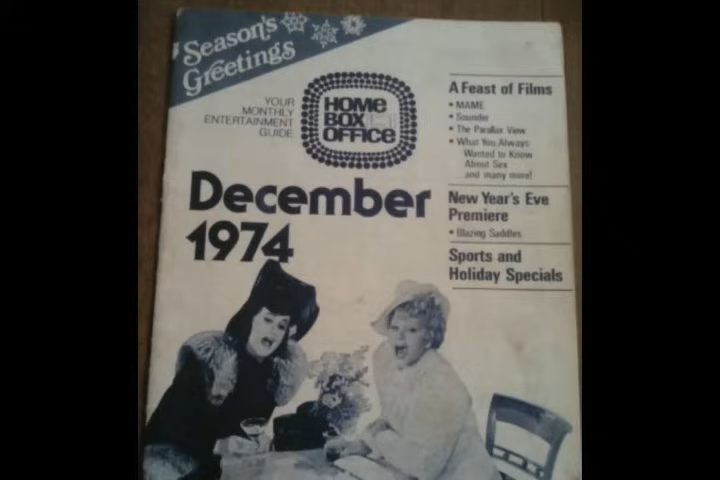 Season's
Greetings
YOUR
MONTHLY
ENTERTAINMENT
GUIDE
HOME
BOX
OFFICE
December
1974
A Feast of Films
• MAME
• Sounder
• The Parallax View
• What You Always
Wanted to Know
About Sex
...and many more!
New Year's Eve
Premiere
• Blazing Saddles
Sports and
Holiday Specials